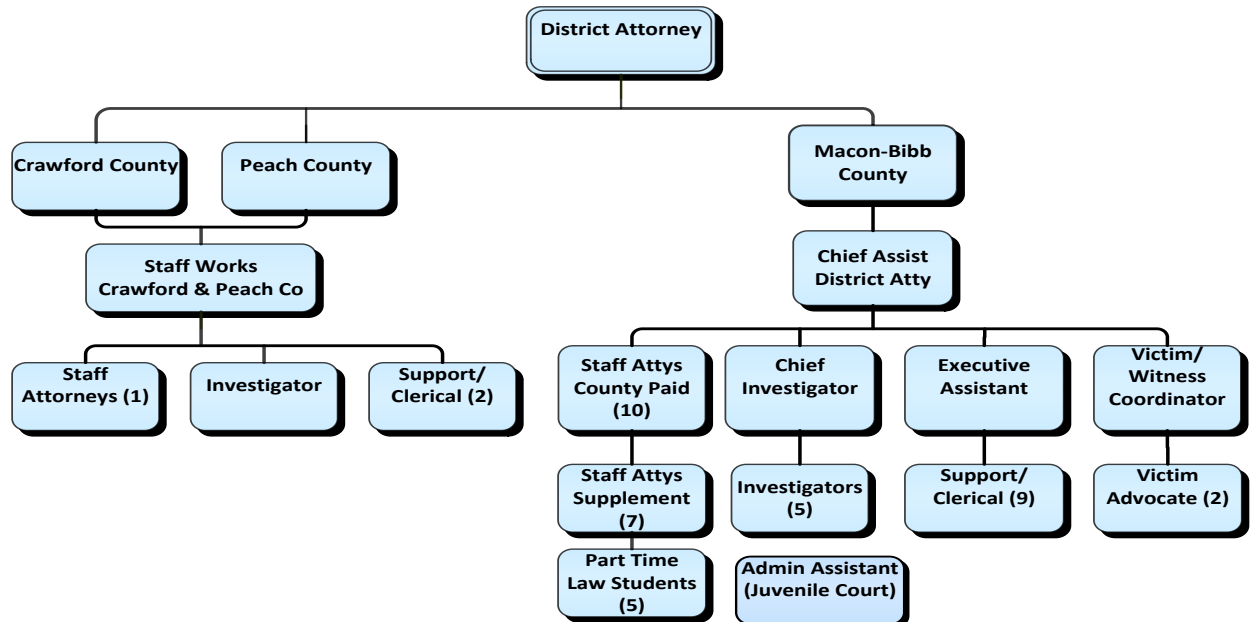 District Attorney
Crawford County
Peach County
Macon-Bibb
County
Staff Works
Crawford & Peach Co
Chief Assist
District Atty
Staff
Attorneys (1)
Investigator
Support/
Clerical (2)
Staff Attys
County Paid
(10)
Chief
Investigator
Executive
Assistant
Victim/
Witness
Coordinator
Staff Attys
Supplement
(7)
Investigators
(5)
Support/
Clerical (9)
Victim
Advocate (2)
Part Time
Law Students
(5)
Admin Assistant
(Juvenile Court)